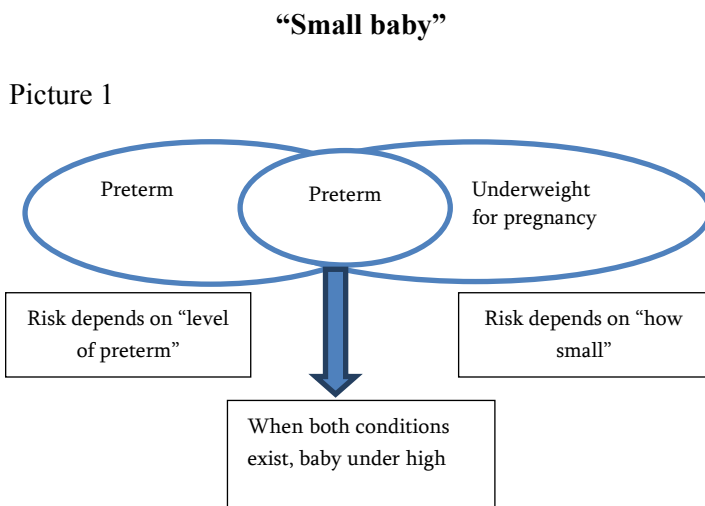 “Small baby”
Picture 1
Preterm
Preterm
Underweight
for pregnancy
Risk depends on “level
of preterm”
Risk depends on “how
small”
When both conditions
exist, baby under high